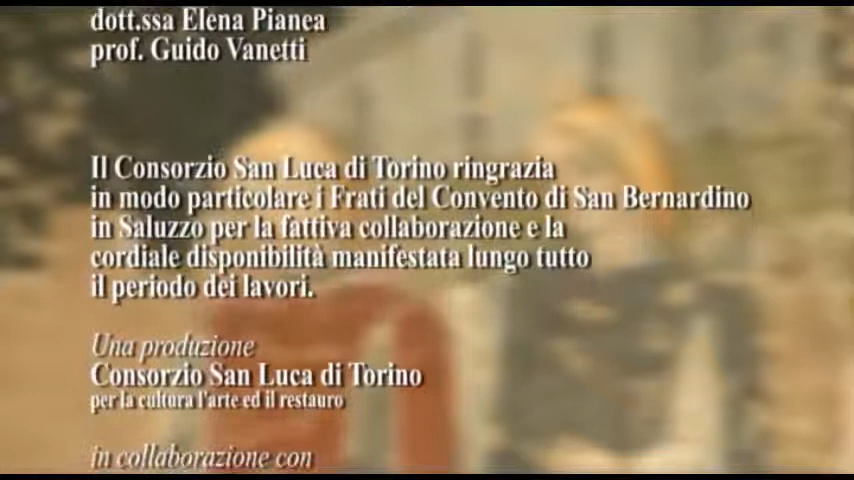 dott.ssa Elena Pianea
prof. Guido Vanetti
Il Consorzio San Luca di Torino ringrazia
in modo particolare i Frati del Convento di San Bernardino
in Saluzzo per la fattiva collaborazione e la
cordiale disponibilità manifestata lungo tutto
il periodo dei lavori.
Una produzione
Consorzio San Luca di Torino
per la cultura l'arte ed il restauro
in collaborazione con